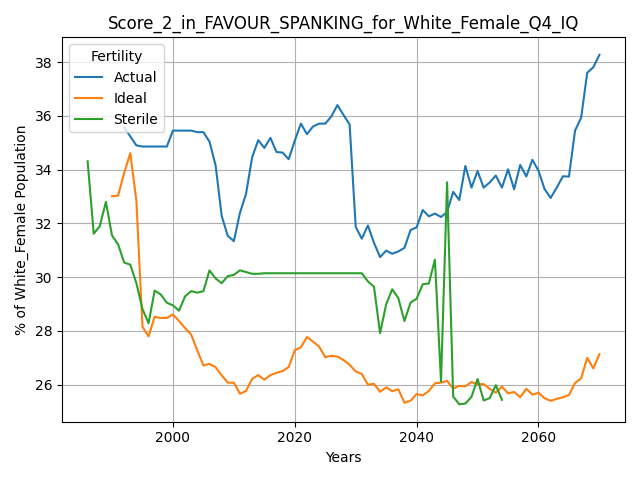 Score_2_in_FAVOUR_SPANKING_for_White_Female_Q4_IQ
Fertility
Actual
Ideal
Sterile
% of White_Female Population
38
36
34
32
30
28
26
2000
2020
2040
2060
Years